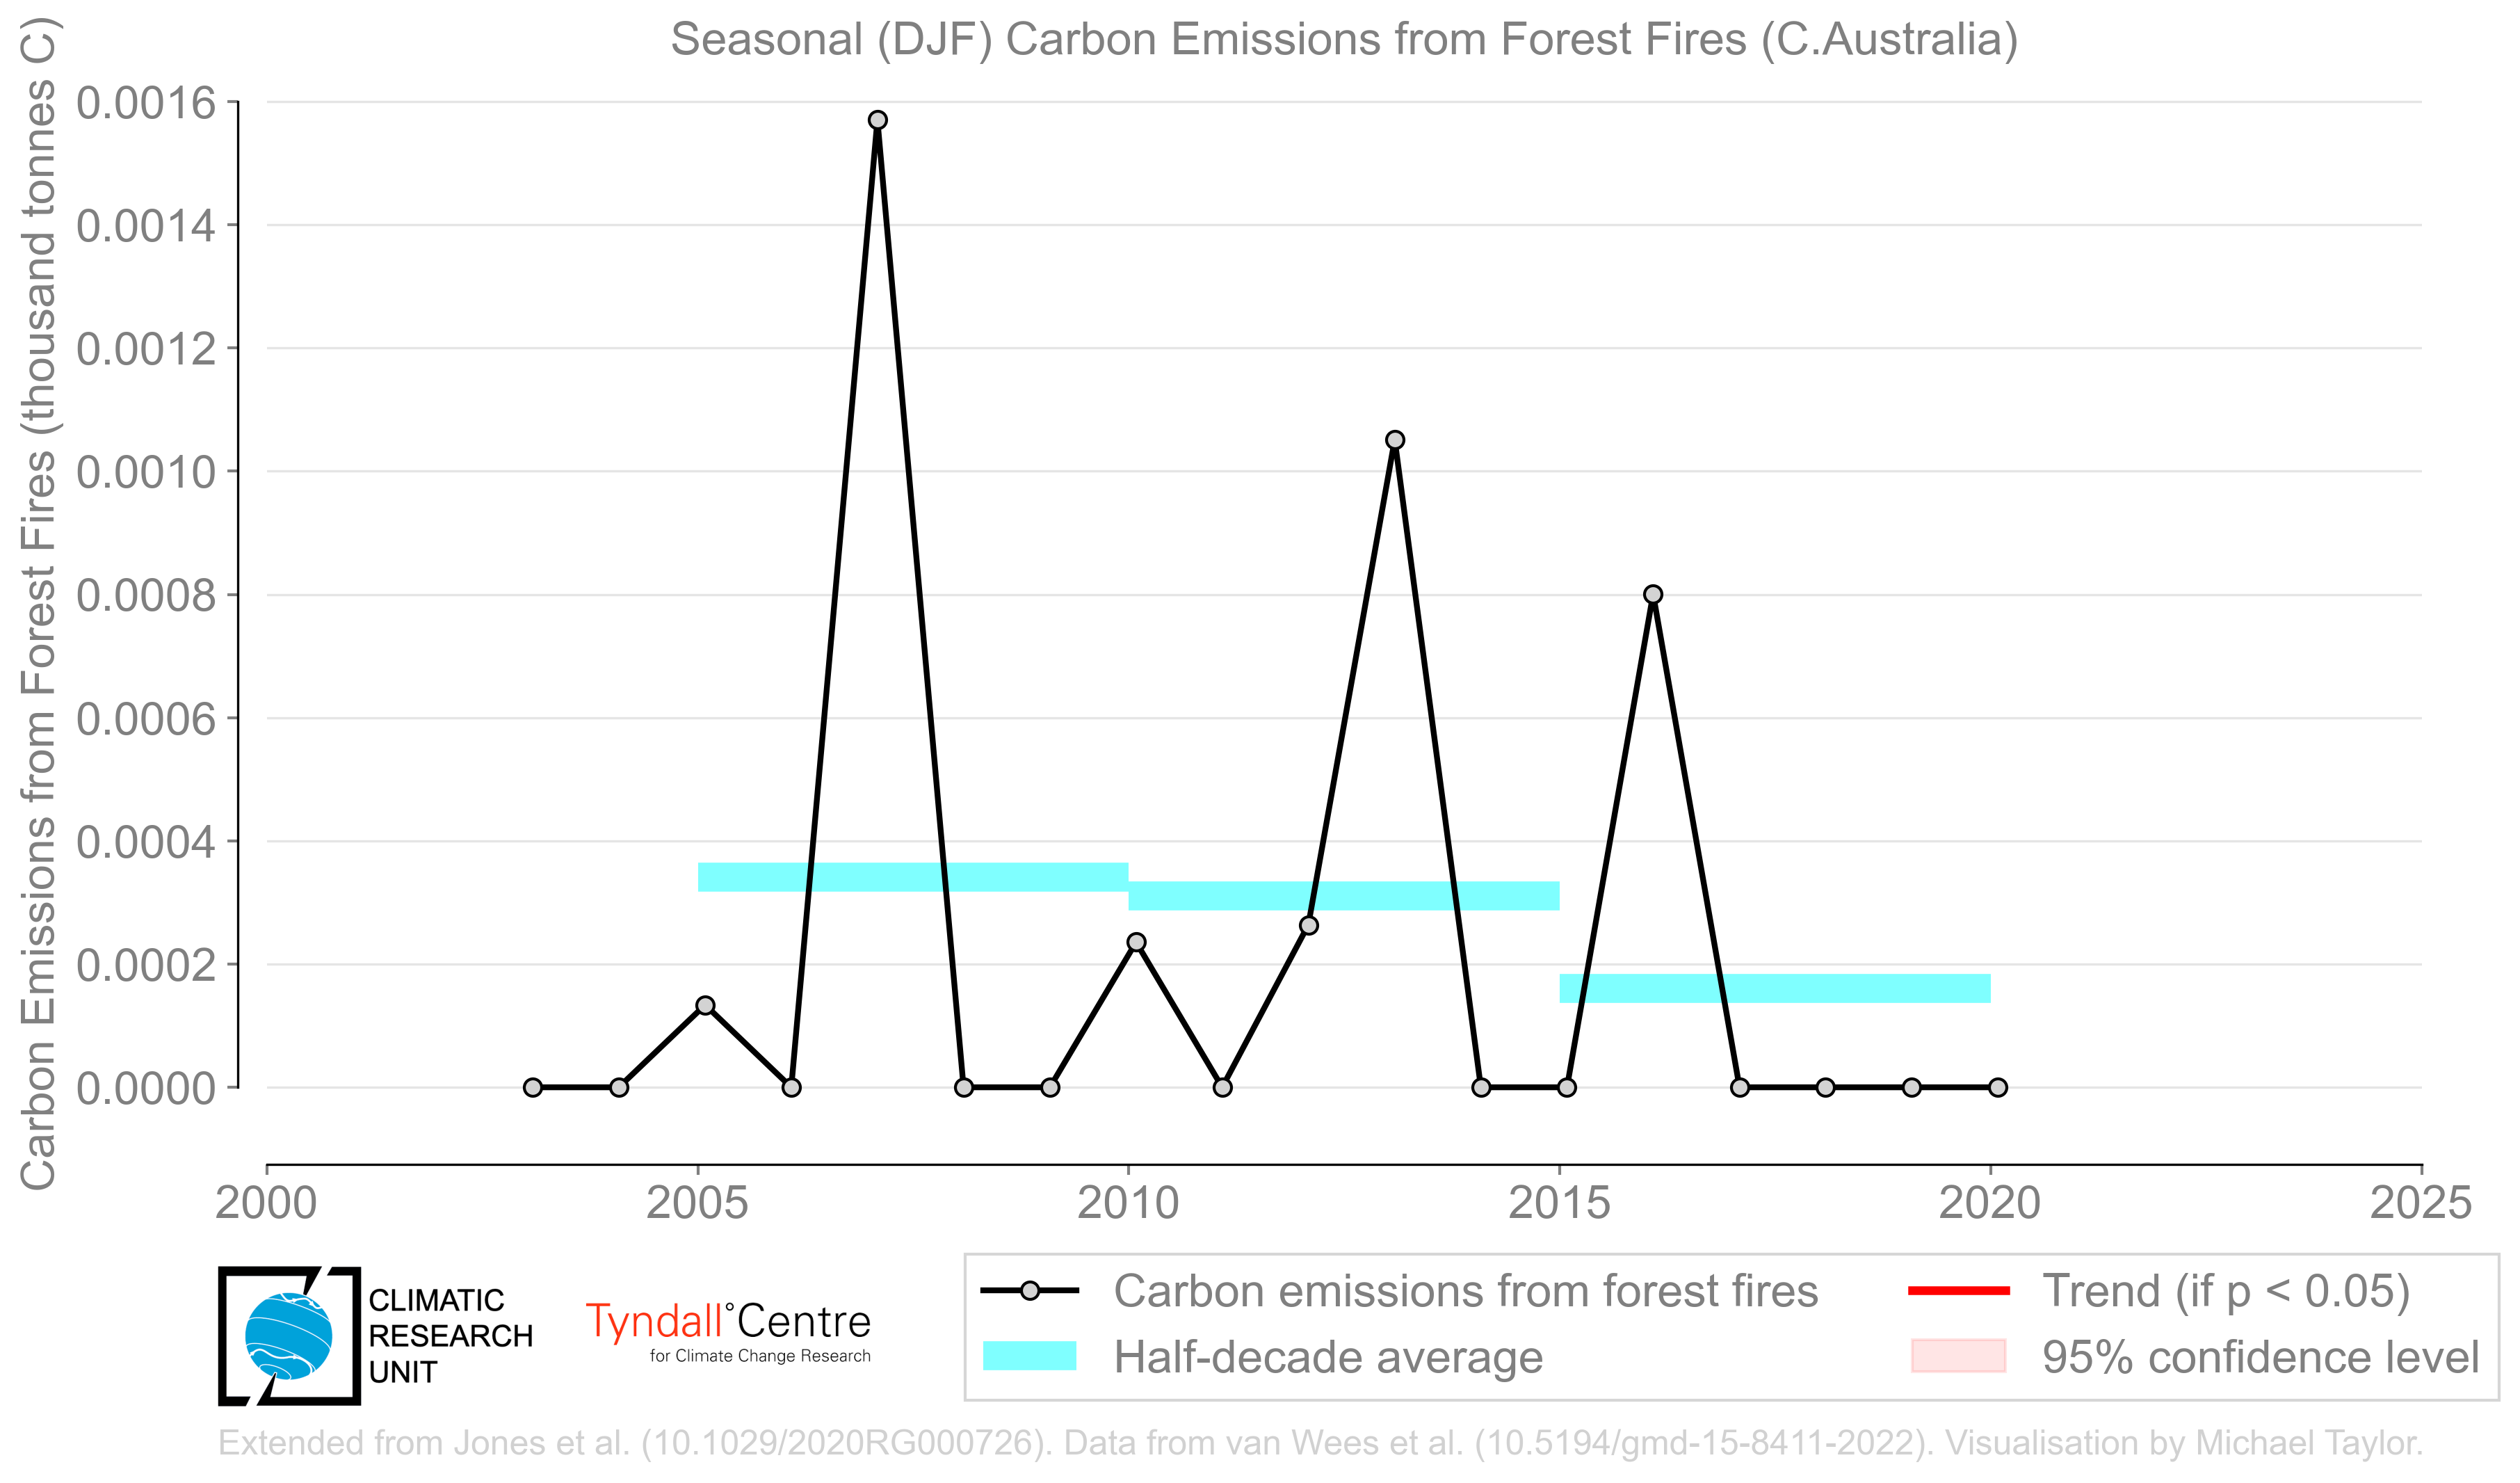 Seasonal (DJF) Carbon Emissions from Forest Fires (C.Australia)
Carbon Emissions from Forest Fires (thousand tonnes C)
0.0016
0.0014
0.0012
0.0010
0.0008
0.0006
0.0004
0.0002
0.0000
2000 2005 2010 2015 2020 2025
CLIMATIC
RESEARCH
UNIT
Tyndall°Centre
for Climate Change Research
Carbon emissions from forest fires
Half-decade average
Trend (if p < 0.05)
95% confidence level
Extended from Jones et al. (10.1029/2020RG000726). Data from van Wees et al. (10.5194/gmd-15-8411-2022). Visualisation by Michael Taylor.